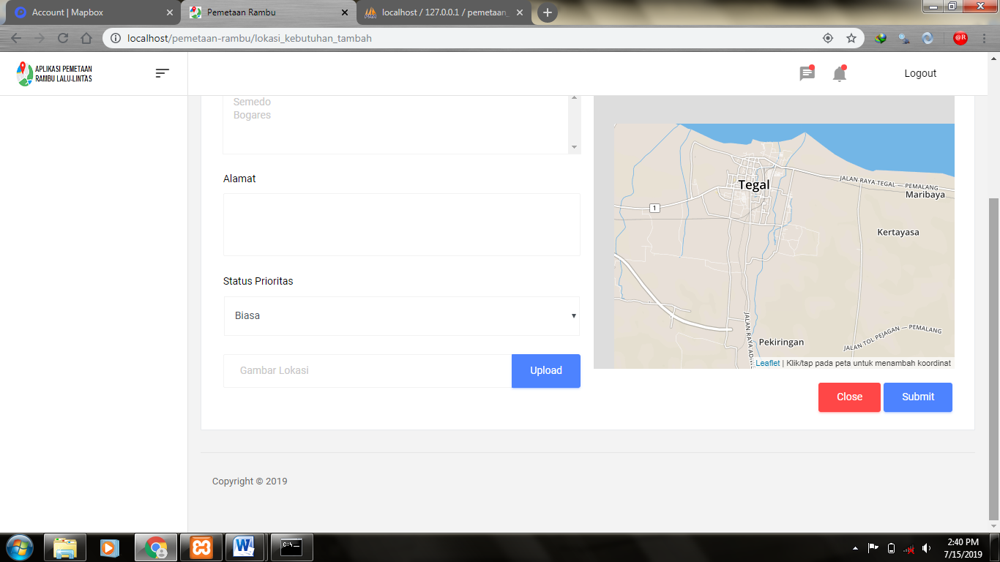 Account | Mapbox
Pemetaan Rambu
localhost / 127.0.0.1 / pemetaan_
localhost/pemetaan-rambu/lokasi_kebutuhan_tambah
@R
APLIKASI PEMETAAN
RAMBU LALU-LINTAS
Logout
Semedo
Bogares
Alamat
Status Prioritas
Biasa
Gambar Lokasi
Upload
Tegal
JALAN RAYA TEGAL — PEMALANG
Maribaya
1
Kertayasa
JALAN RAYA ADIW
Pekiringan
JALAN TOL PEJAGAN — PEMALANG
Leaflet | Klik/tap pada peta untuk menambah koordinat
Close
Submit
Copyright © 2019
C:\
2:40 PM
7/15/2019